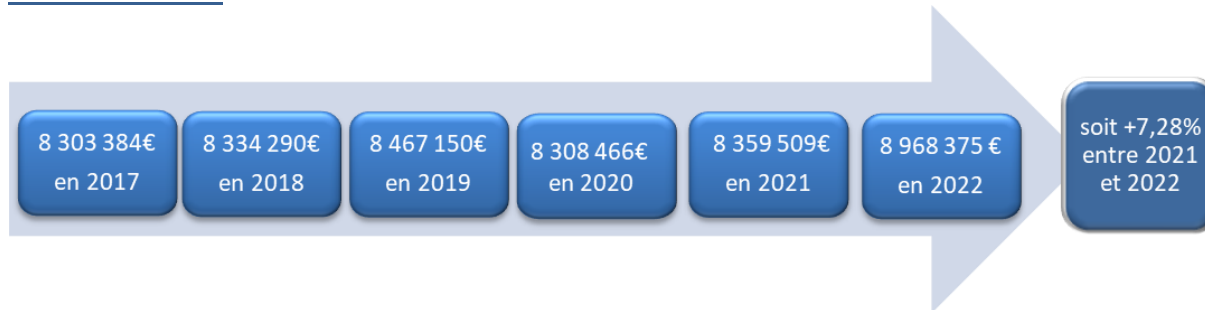 8 303 384€
en 2017
8 334 290€
en 2018
8 467 150€
en 2019
8 308 466€
en 2020
8 359 509€
en 2021
8 968 375 €
en 2022
soit +7,28%
entre 2021
et 2022